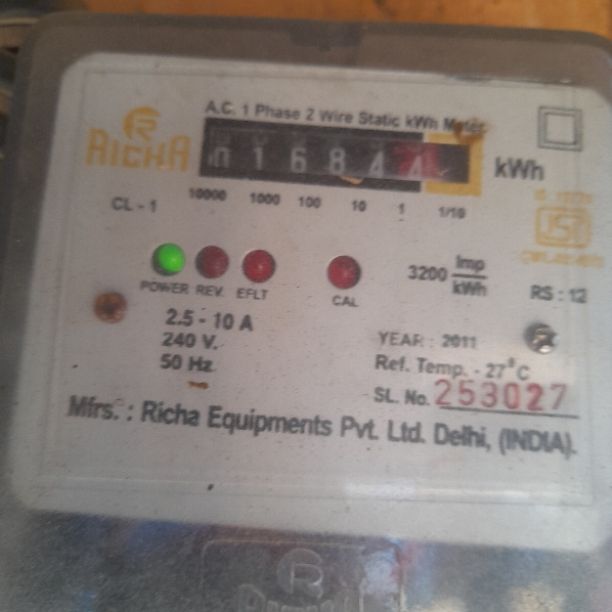 A.C. 1 Phase 2 Wire Static kWh Meter
RICHA
1 6 8 4 4
kWh
10000 1000 100 10 1 1/10
CL - 1
POWER REV. EFLT
CAL
3200 Imp
kWh
RS : 12
2.5 - 10 A
240 V.
50 Hz
YEAR : 2011
Ref. Temp. - 27°C
SL. No. 253027
Mfrs. : Richa Equipments Pvt. Ltd. Delhi, (INDIA).